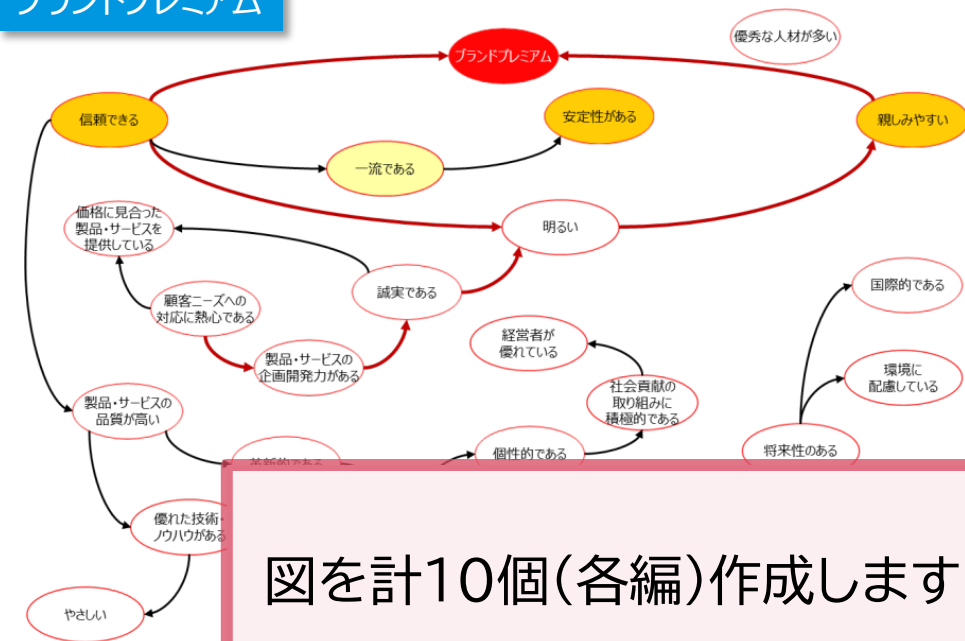 ブランドプレミアム
優秀な人材が多い
ブランドプレミアム
信頼できる
安定性がある
親しみやすい
一流である
価格に見合った
製品・サービスを
提供している
明るい
誠実である
国際的である
顧客ニーズへの
対応に熱心である
経営者が
優れている
製品・サービスの
企画開発力がある
環境に
配慮している
社会貢献の
取り組みに
積極的である
製品・サービスの
品質が高い
個性的である
将来性のある
革新的である
優れた技術・
ノウハウがある
図を計10個(各編)作成します
やさしい